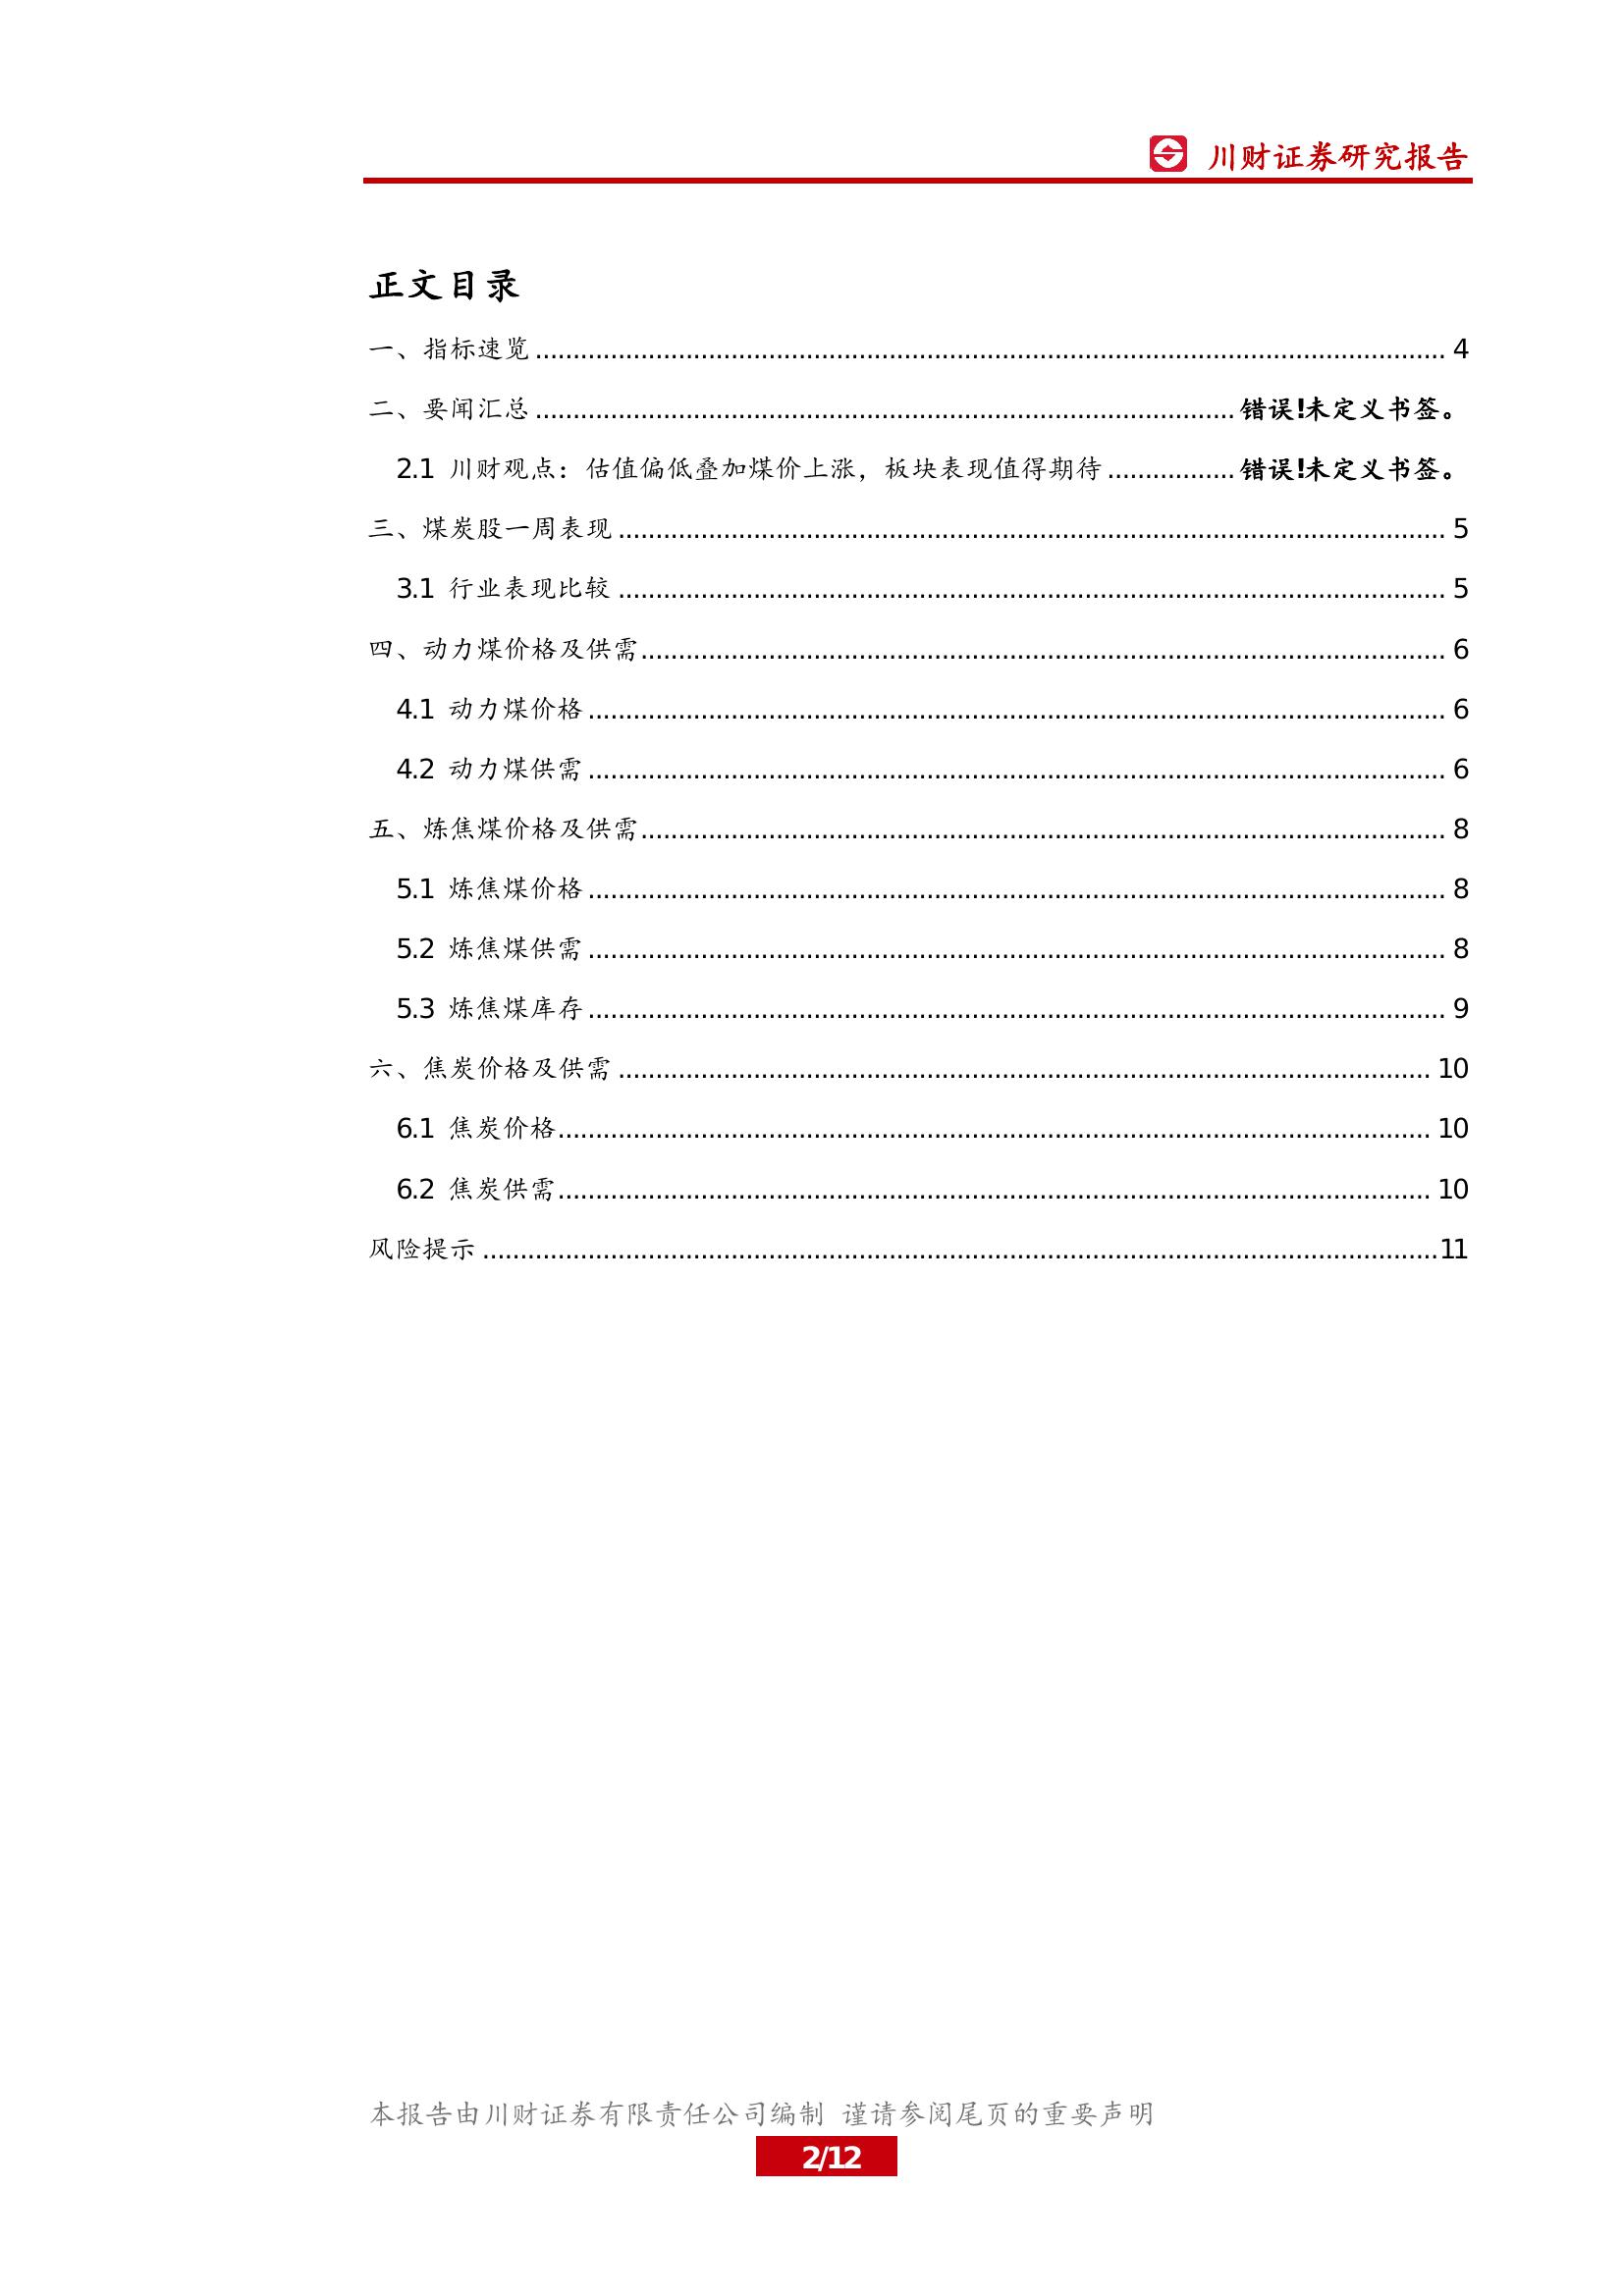 川财证券研究报告
正文目录
一、指标速览 ........................................ 4
二、要闻汇总 ........................................ 错误!未定义书签。
2.1 川财观点：估值偏低叠加煤价上涨，板块表现值得期待 ................. 错误!未定义书签。
三、煤炭股一周表现 ........................................ 5
3.1 行业表现比较 ........................................ 5
四、动力煤价格及供需 ........................................ 6
4.1 动力煤价格 ........................................ 6
4.2 动力煤供需 ........................................ 6
五、炼焦煤价格及供需 ........................................ 8
5.1 炼焦煤价格 ........................................ 8
5.2 炼焦煤供需 ........................................ 8
5.3 炼焦煤库存 ........................................ 9
六、焦炭价格及供需 ........................................ 10
6.1 焦炭价格 ........................................ 10
6.2 焦炭供需 ........................................ 10
风险提示 ........................................ 11
本报告由川财证券有限责任公司编制 谨请参阅尾页的重要声明
2/12